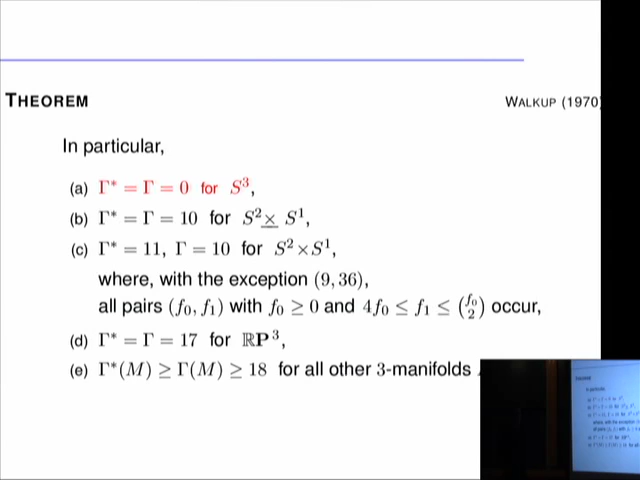 THEOREM WALKUP (1970)
In particular,
(a) Γ* = Γ = 0 for S³,
(b) Γ* = Γ = 10 for S²⨲ S¹,
(c) Γ* = 11, Γ = 10 for S²×S¹,
where, with the exception (9, 36),
all pairs (f₀, f₁) with f₀ ≥ 0 and 4f₀ ≤ f₁ ≤ (f₀ 2) occur,
(d) Γ* = Γ = 17 for ℝP³,
(e) Γ*(M) ≥ Γ(M) ≥ 18 for all other 3-manifolds